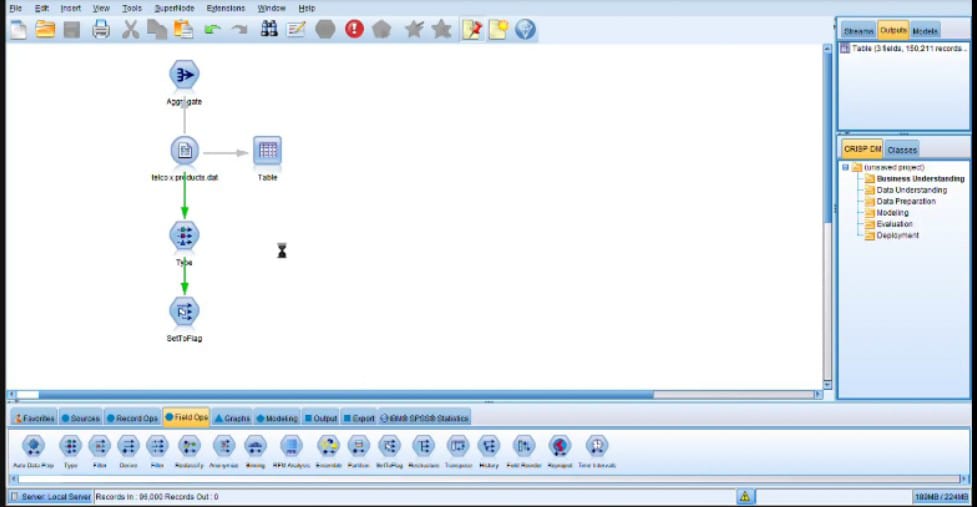 File Edit Insert View Tools SuperNode Extensions Window Help
Streams Outputs Models
Table (3 fields, 150,211 records...
Aggregate
telco x products.dat
Table
Type
SetToFlag
CRISP-DM Classes
(unsaved project)
Business Understanding
Data Understanding
Data Preparation
Modeling
Evaluation
Deployment
Favorites Sources Record Ops Field Ops Graphs Modeling Output Export IBM® SPSS® Statistics
Auto Data Prep Type Filter Derive Filler Reclassify Anonymize Binning RFM Analysis Ensemble Partition SetToFlag Restructure Transpose History Field Reorder Reproject Time Intervals
Server: Local Server Records In : 96,000 Records Out : 0
189MB / 224MB